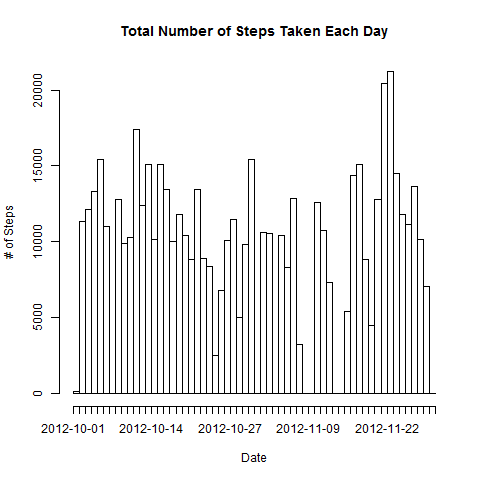 Total Number of Steps Taken Each Day
# of Steps
20000
15000
10000
5000
0
2012-10-01 2012-10-14 2012-10-27 2012-11-09 2012-11-22
Date